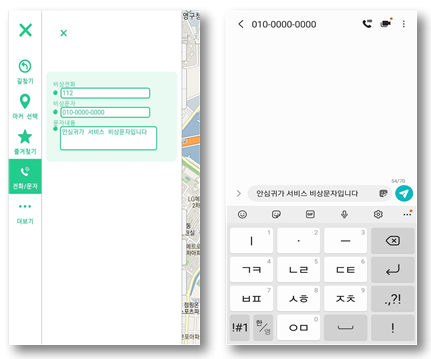 길찾기
마커 선택
즐겨찾기
전화/문자
더보기
비상전화
112
비상문자
010-0000-0000
문자내용
안심귀가 서비스 비상문자입니다
영구청
010-0000-0000
54/70
안심귀가 서비스 비상문자입니다
GIF
ㅣ 1
· 2
ㅡ 3
ㄱㅋ 4
ㄴㄹ 5
ㄷㅌ 6
ㅂㅍ 7
ㅅㅎ 8
ㅈㅊ 9
.,?!
!#1
한/영
ㅇㅁ 0
!